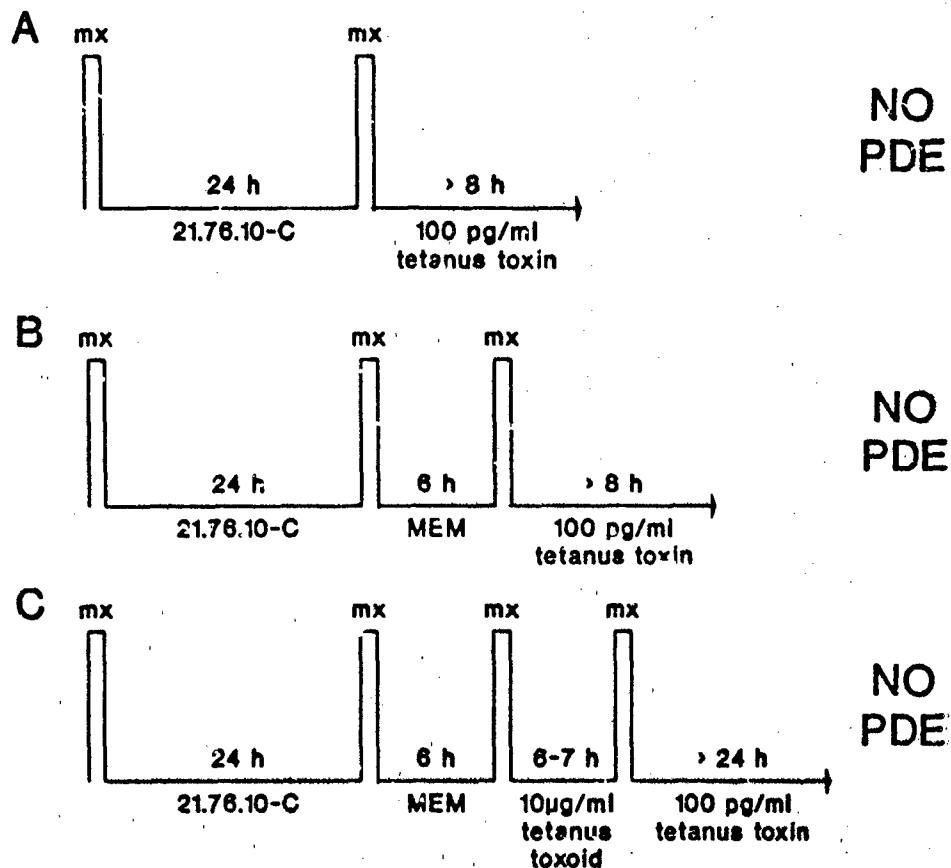 A
mx mx
NO
PDE
24 h > 8 h
21.76.10-C 100 pg/ml
tetanus toxin
B
mx mx mx
NO
PDE
24 h 6 h > 8 h
21.76.10-C MEM 100 pg/ml
tetanus toxin
C
mx mx mx mx
NO
PDE
24 h 6 h 6-7 h > 24 h
21.76.10-C MEM 10µg/ml 100 pg/ml
tetanus tetanus toxin
toxoid